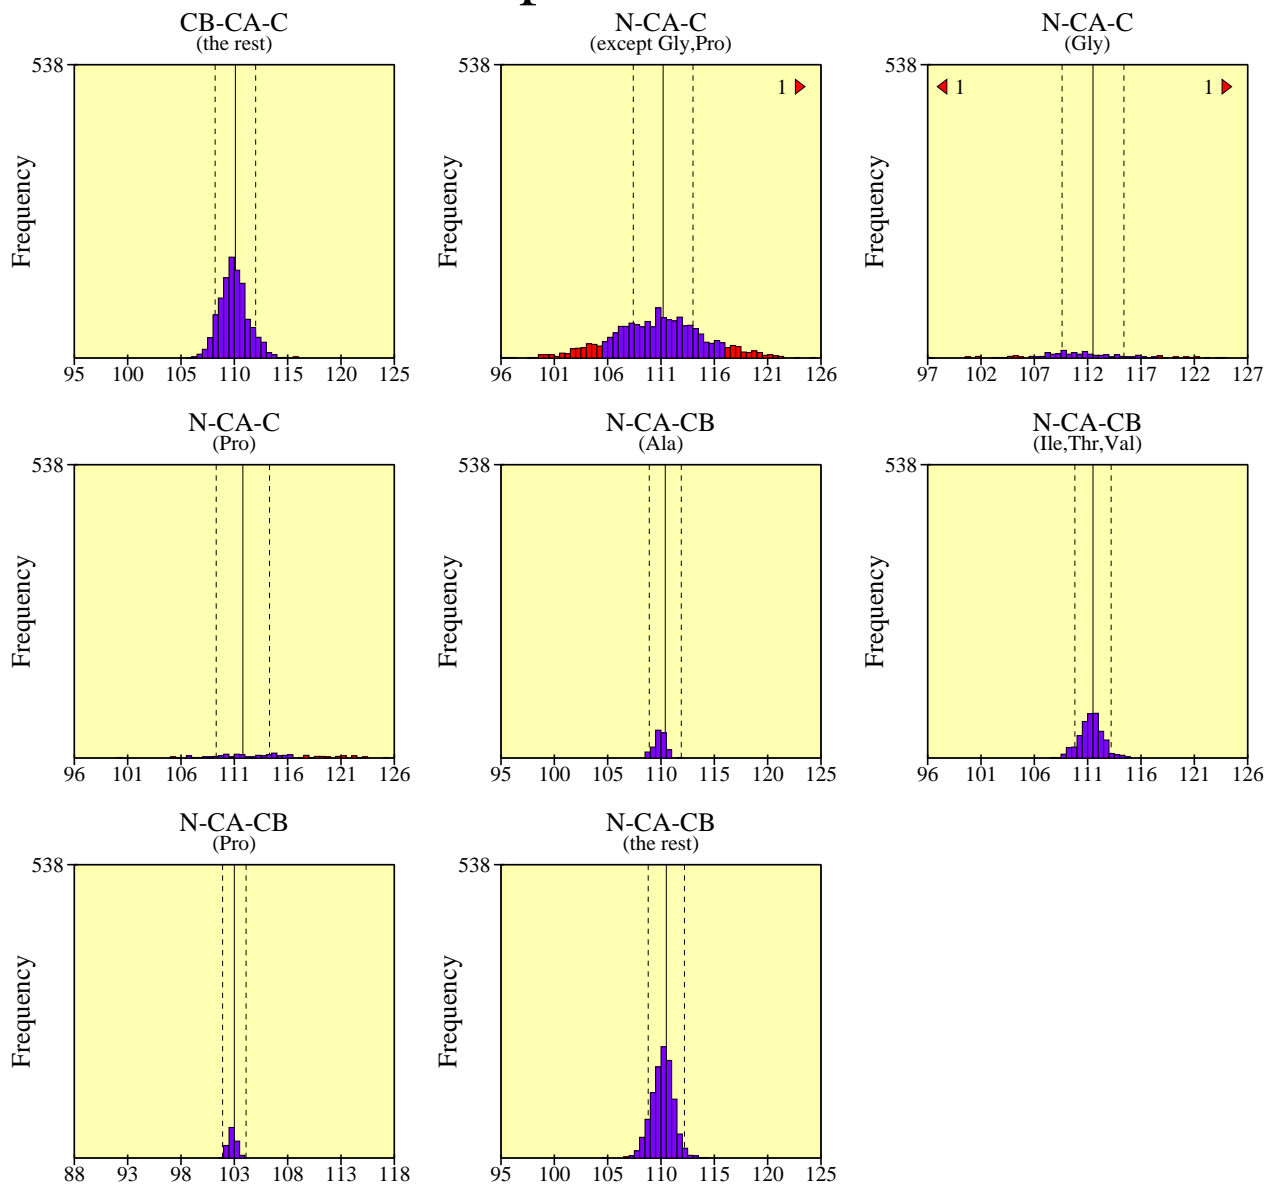 CB-CA-C
(the rest)
538
Frequency
95 100 105 110 115 120 125
N-CA-C
(except Gly,Pro)
538
1
Frequency
96 101 106 111 116 121 126
N-CA-C
(Gly)
538
1 1
Frequency
97 102 107 112 117 122 127
N-CA-C
(Pro)
538
Frequency
96 101 106 111 116 121 126
N-CA-CB
(Ala)
538
Frequency
95 100 105 110 115 120 125
N-CA-CB
(Ile,Thr,Val)
538
Frequency
96 101 106 111 116 121 126
N-CA-CB
(Pro)
538
Frequency
88 93 98 103 108 113 118
N-CA-CB
(the rest)
538
Frequency
95 100 105 110 115 120 125